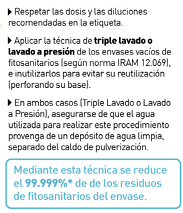 ▶ Respetar las dosis y las diluciones
recomendadas en la etiqueta.
▶ Aplicar la técnica de triple lavado o
lavado a presión de los envases vacíos de
fitosanitarios (según norma IRAM 12.069),
e inutilizarlos para evitar su reutilización
(perforando su base).
▶ En ambos casos (Triple Lavado o Lavado
a Presión), asegurarse de que el agua
utilizada para realizar este procedimiento
provenga de un depósito de agua limpia,
separado del caldo de pulverización.
Mediante esta técnica se reduce
el 99.999%* de de los residuos
de fitosanitarios del envase.